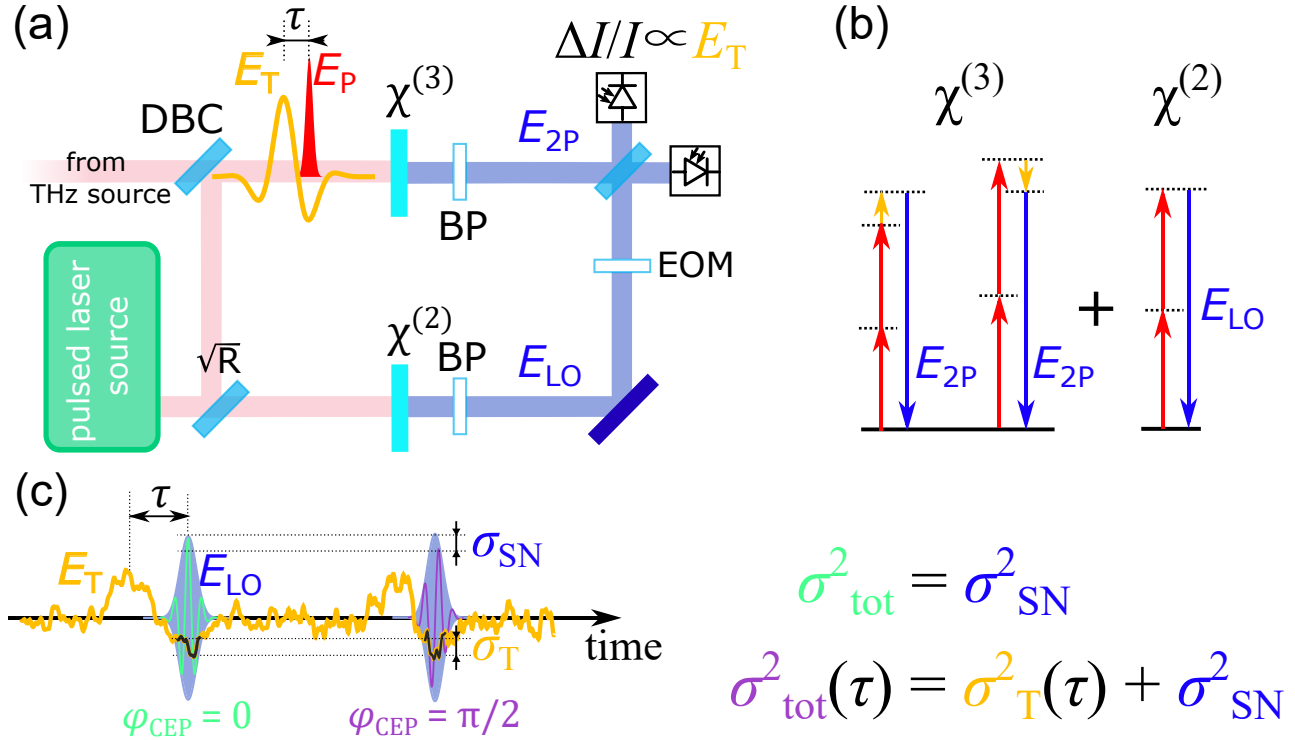 (a)
τ
E_T
E_P
χ^(3)
ΔI/I ∝ E_T
DBC
from
THz source
E_2P
BP
EOM
pulsed laser
source
√R
χ^(2)
BP
E_LO
(b)
χ^(3)
χ^(2)
+
E_2P
E_2P
E_LO
(c)
τ
E_T
E_LO
σ_SN
σ_T
time
φ_CEP = 0
φ_CEP = π/2
σ²_tot = σ²_SN
σ²_tot(τ) = σ²_T(τ) + σ²_SN